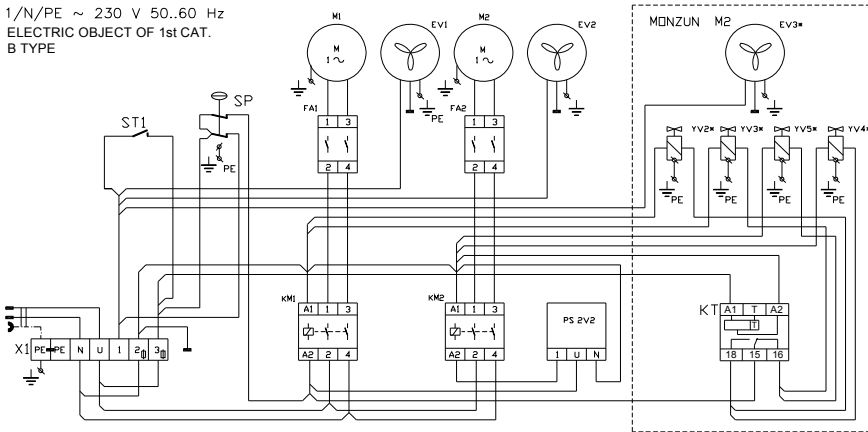 1/N/PE ~ 230 V 50..60 Hz
ELECTRIC OBJECT OF 1st CAT.
B TYPE
M1
EV1
M2
EV2
MONZUN M2
EV3*
M
1 ~
M
1 ~
SP
ST1
FA1
1 3
2 4
PE
FA2
1 3
2 4
PE
YV2* YV3* YV5* YV4*
PE PE PE
KM1
A1 1 3
A2 2 4
KM2
A1 1 3
A2 2 4
PS 2V2
1 U N
KT
A1 T A2
T
18 15 16
X1 PE PE N U 1 2 3